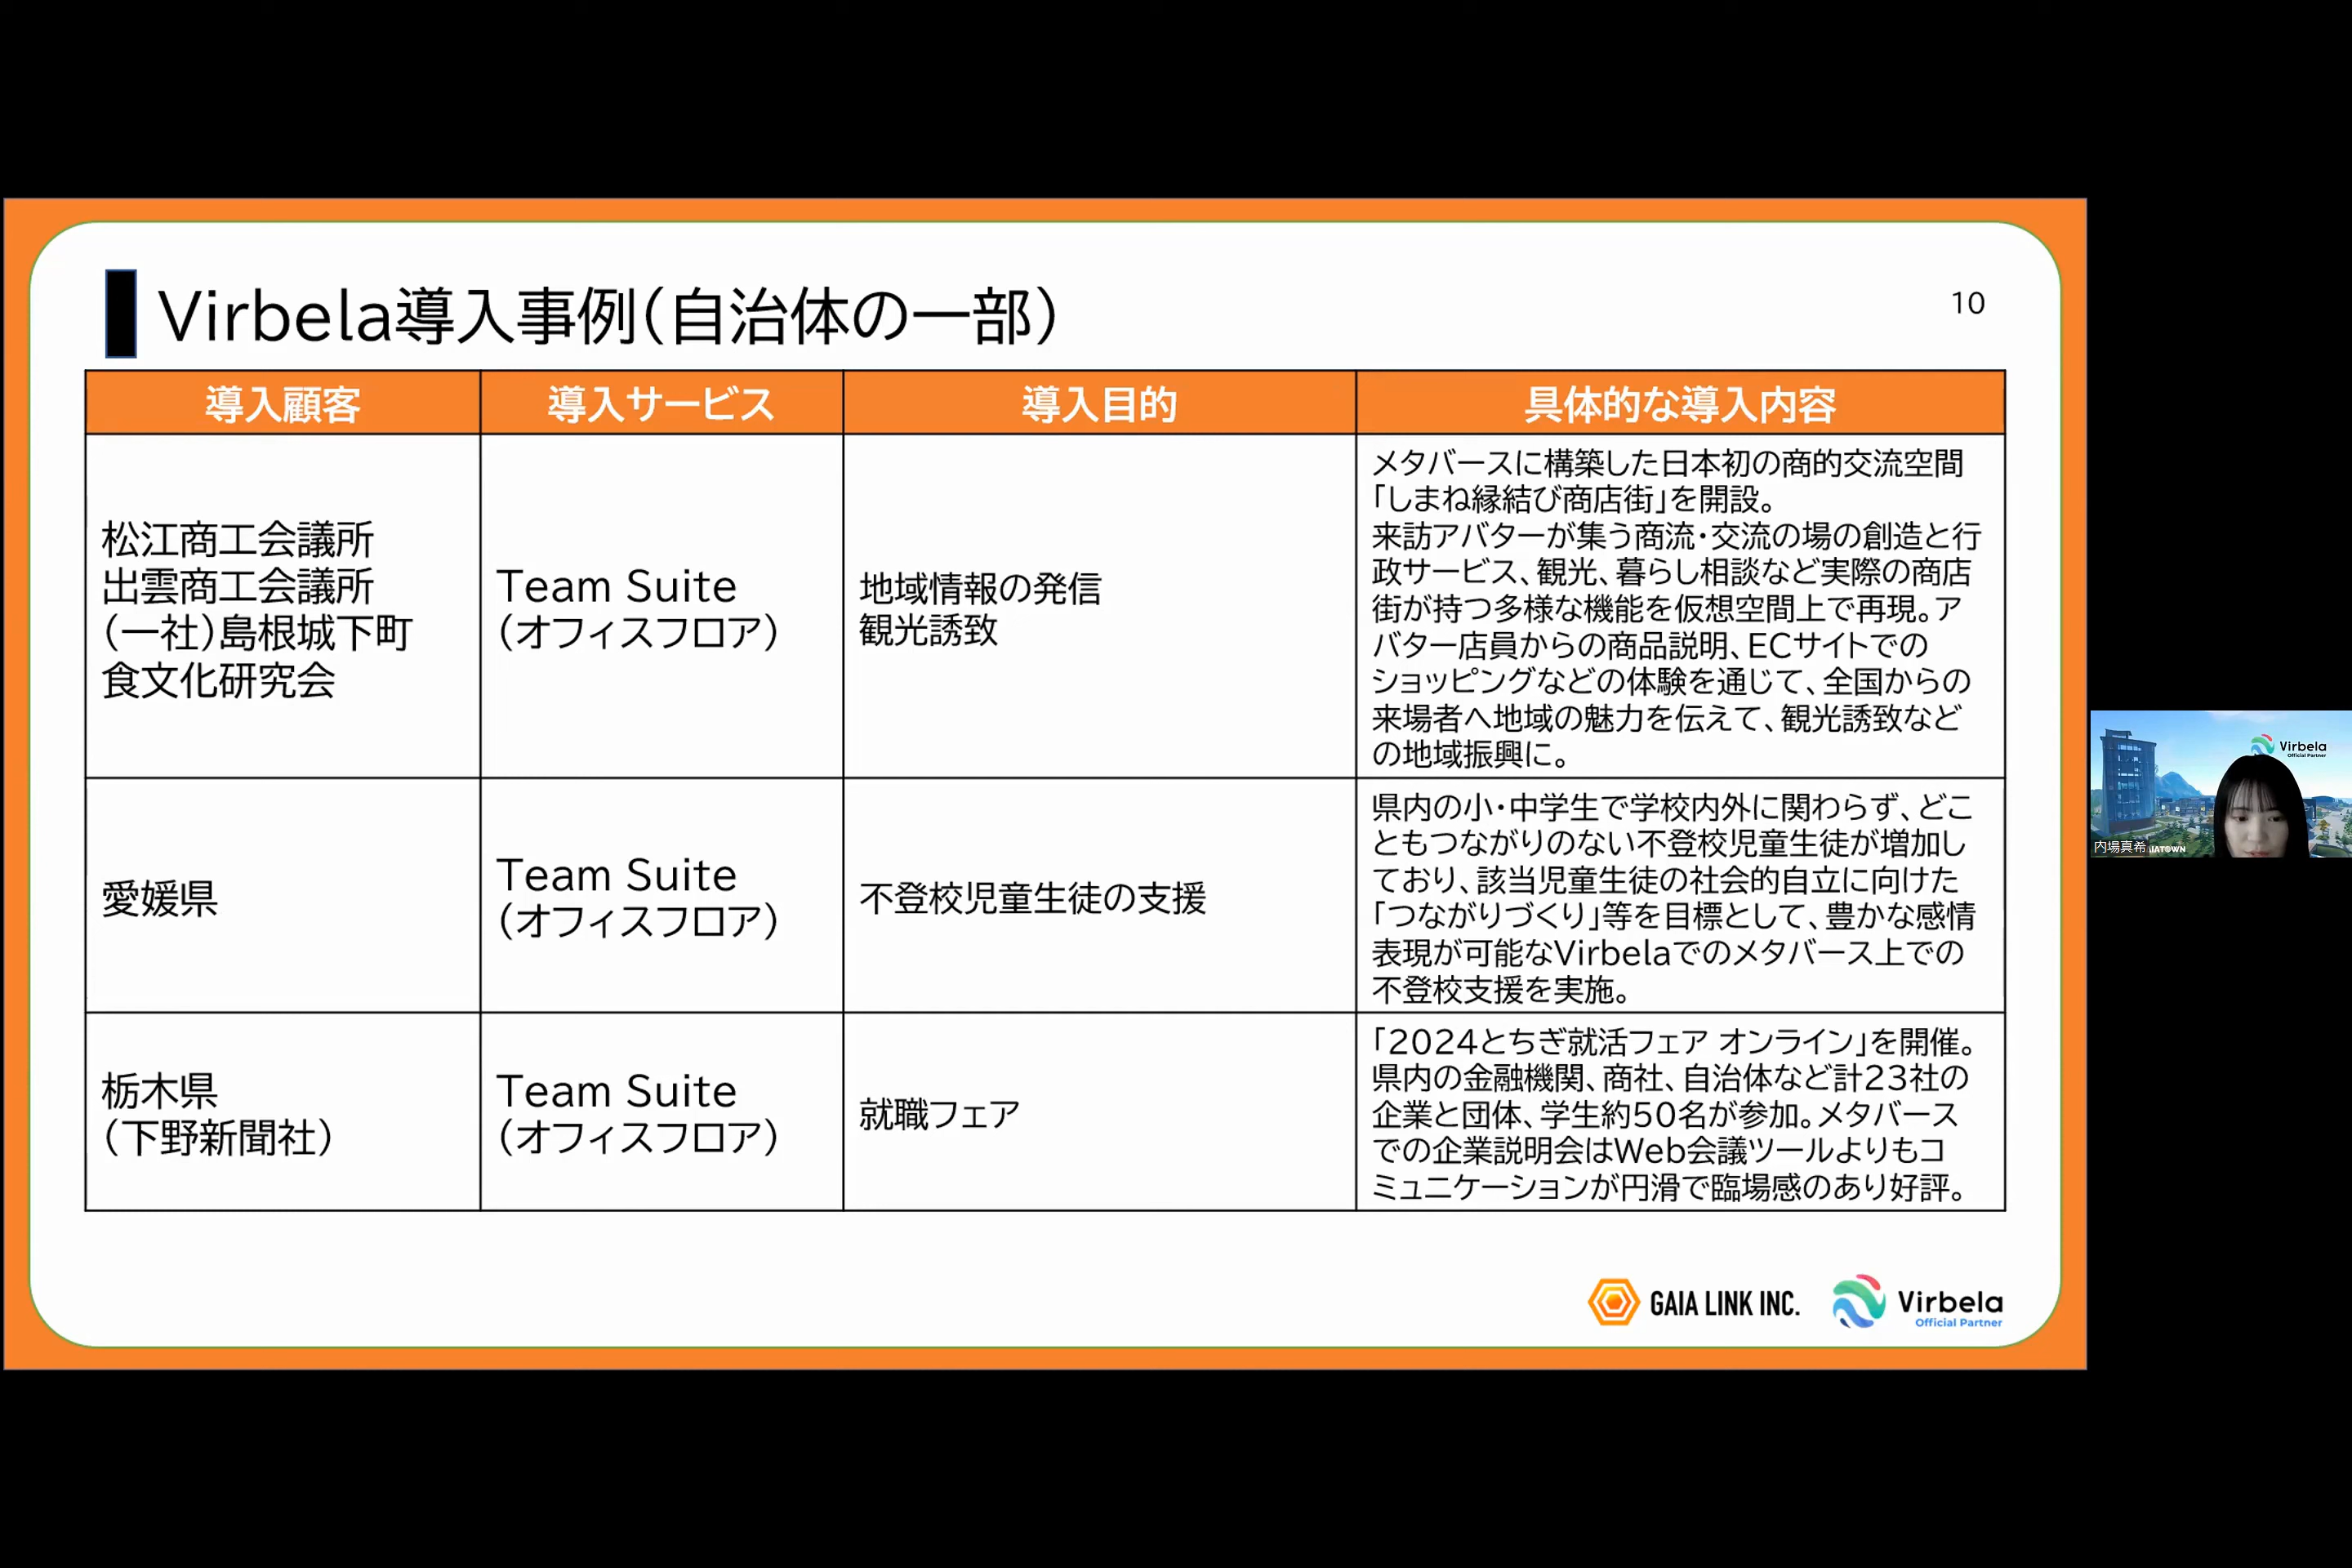 Virbela導入事例(自治体の一部)
10
導入顧客
導入サービス
導入目的
具体的な導入内容
松江商工会議所
出雲商工会議所
(一社)島根城下町
食文化研究会
Team Suite
(オフィスフロア)
地域情報の発信
観光誘致
メタバースに構築した日本初の商的交流空間
「しまね縁結び商店街」を開設。
来訪アバターが集う商流・交流の場の創造と行
政サービス、観光、暮らし相談など実際の商店
街が持つ多様な機能を仮想空間上で再現。ア
バター店員からの商品説明、ECサイトでの
ショッピングなどの体験を通じて、全国からの
来場者へ地域の魅力を伝えて、観光誘致など
の地域振興に。
愛媛県
Team Suite
(オフィスフロア)
不登校児童生徒の支援
県内の小・中学生で学校内外に関わらず、どこ
ともつながりのない不登校児童生徒が増加し
ており、該当児童生徒の社会的自立に向けた
「つながりづくり」等を目標として、豊かな感情
表現が可能なVirbelaでのメタバース上での
不登校支援を実施。
栃木県
(下野新聞社)
Team Suite
(オフィスフロア)
就職フェア
「2024とちぎ就活フェア オンライン」を開催。
県内の金融機関、商社、自治体など計23社の
企業と団体、学生約50名が参加。メタバース
での企業説明会はWeb会議ツールよりもコ
ミュニケーションが円滑で臨場感のあり好評。
GAIA LINK INC.
Virbela
Official Partner
Virbela
Official Partner
内場真希